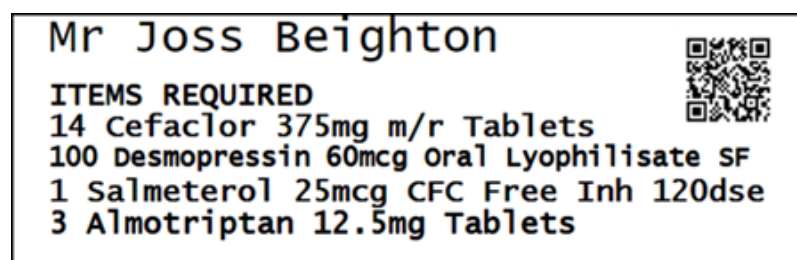 Mr Joss Beighton
ITEMS REQUIRED
14 Cefaclor 375mg m/r Tablets
100 Desmopressin 60mcg Oral Lyophilisate SF
1 Salmeterol 25mcg CFC Free Inh 120dse
3 Almotriptan 12.5mg Tablets